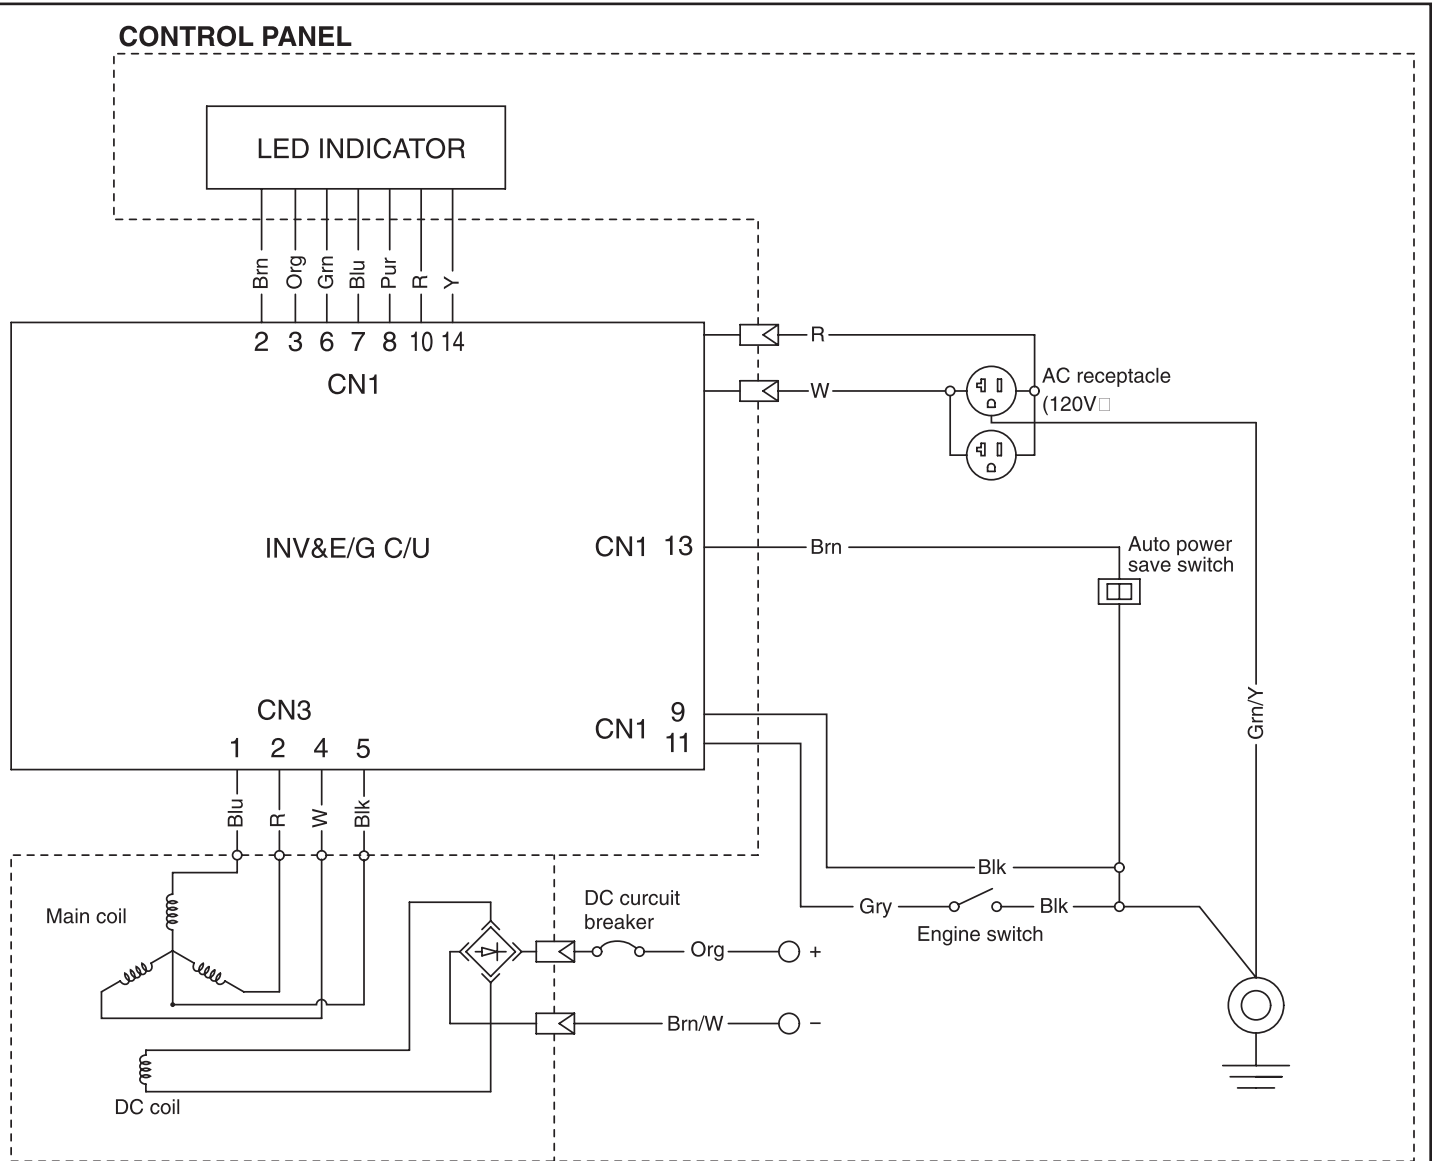 CONTROL PANEL
LED INDICATOR
Brn Org Grn Blu Pur R Y
2 3 6 7 8 10 14
CN1
R
W
AC receptacle
(120V□
INV&E/G C/U
CN1 13
Brn
Auto power
save switch
Grn/Y
CN3
1 2 4 5
CN1
9
11
Blu R W Blk
Blk
Gry
Blk
Engine switch
Main coil
DC curcuit
breaker
Org
+
Brn/W
−
DC coil